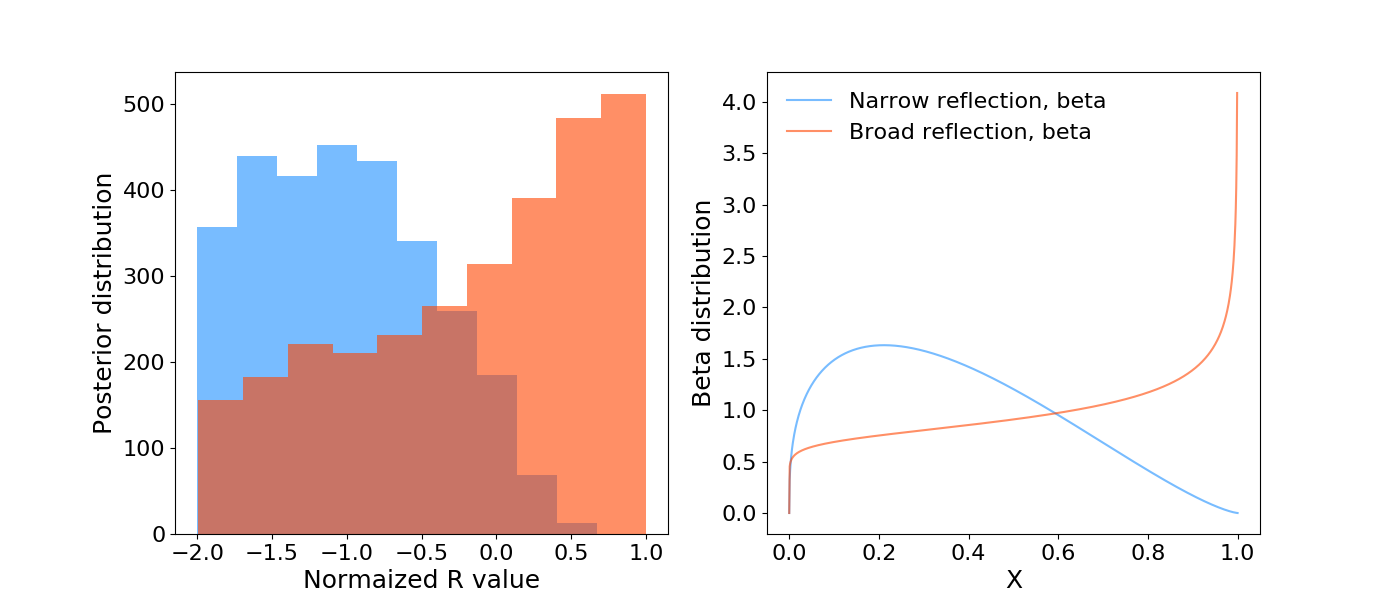 Posterior distribution
500
400
300
200
100
0
−2.0 −1.5 −1.0 −0.5 0.0 0.5 1.0
Normaized R value
Beta distribution
4.0
3.5
3.0
2.5
2.0
1.5
1.0
0.5
0.0
Narrow reflection, beta
Broad reflection, beta
0.0 0.2 0.4 0.6 0.8 1.0
X